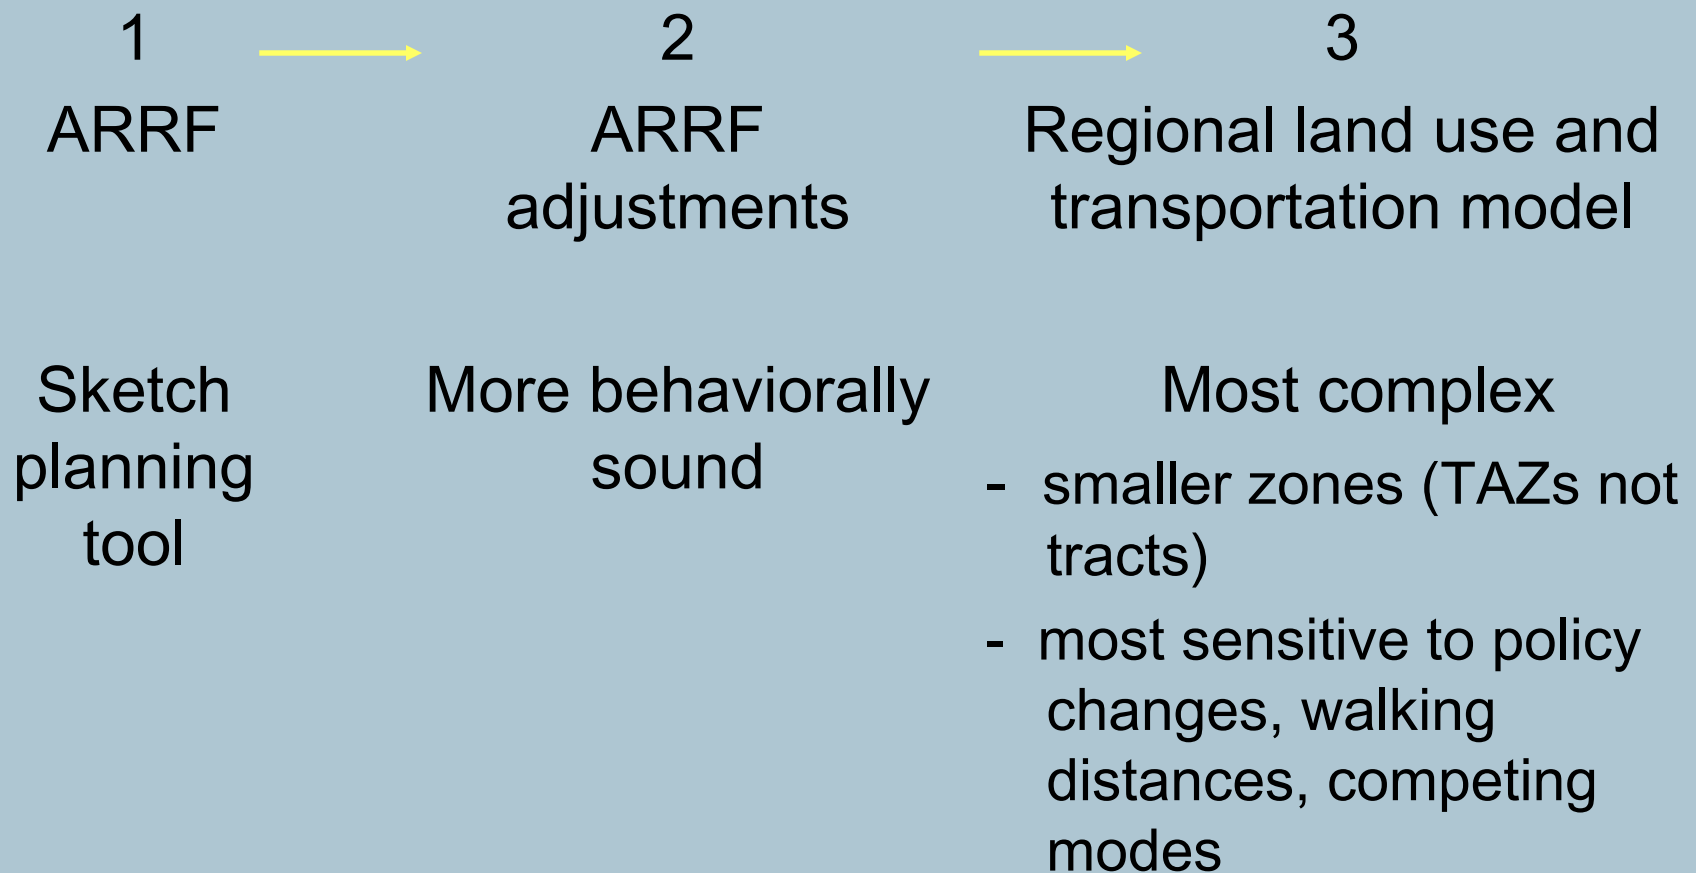 1
ARRF
Sketch
planning
tool
2
ARRF
adjustments
More behaviorally
sound
3
Regional land use and
transportation model
Most complex
- smaller zones (TAZs not
tracts)
- most sensitive to policy
changes, walking
distances, competing
modes